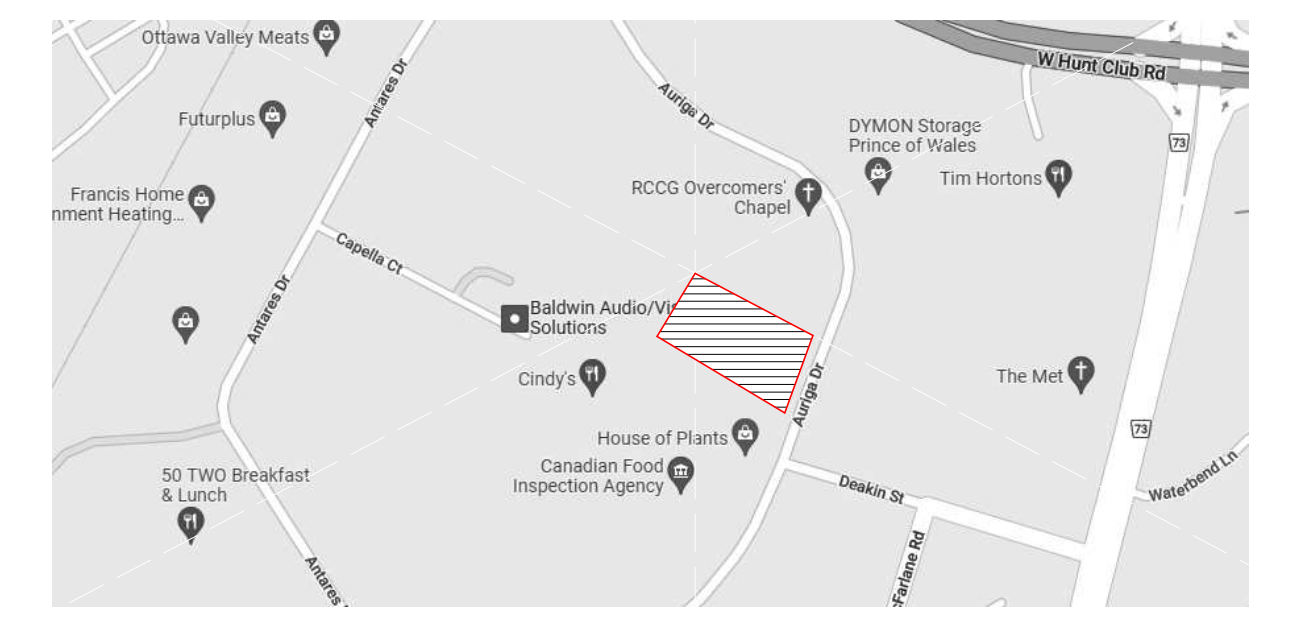 Ottawa Valley Meats
Antares Dr
W Hunt Club Rd
Auriga Dr
Futurplus
DYMON Storage
Prince of Wales
73
Francis Home
nment Heating...
RCCG Overcomers'
Chapel
Tim Hortons
Capella Ct
Antares Dr
Baldwin Audio/Vis
Solutions
Cindy's
The Met
Auriga Dr
House of Plants
73
Canadian Food
Inspection Agency
50 TWO Breakfast
& Lunch
Deakin St
Waterbend Ln
Antares
cFarlane Rd